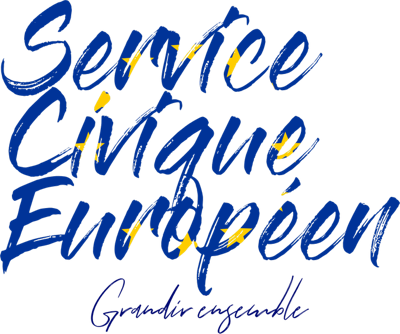 Service
Civique
Européen
Grandir ensemble